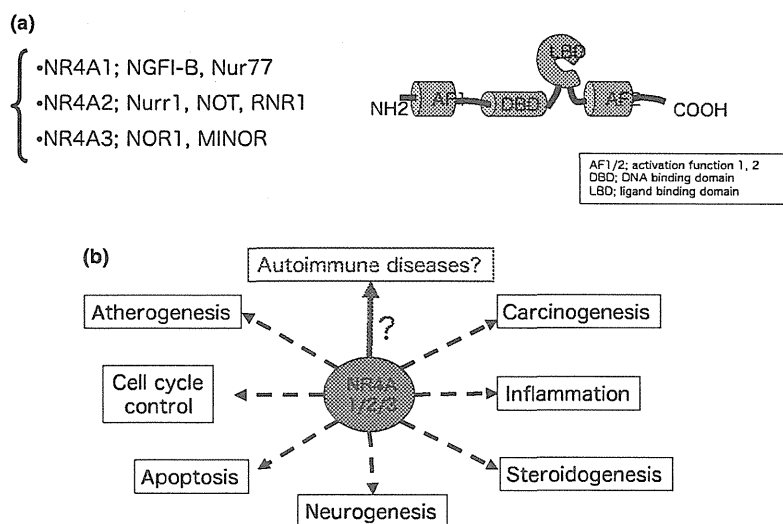 (a)
•NR4A1; NGFI-B, Nur77
•NR4A2; Nurr1, NOT, RNR1
•NR4A3; NOR1, MINOR
LBD
NH2 AF1 DBD AF2 COOH
AF1/2; activation function 1, 2
DBD; DNA binding domain
LBD; ligand binding domain
(b)
Autoimmune diseases?
Atherogenesis
?
Carcinogenesis
Cell cycle
control
NR4A
1/2/3
Inflammation
Apoptosis
Steroidogenesis
Neurogenesis